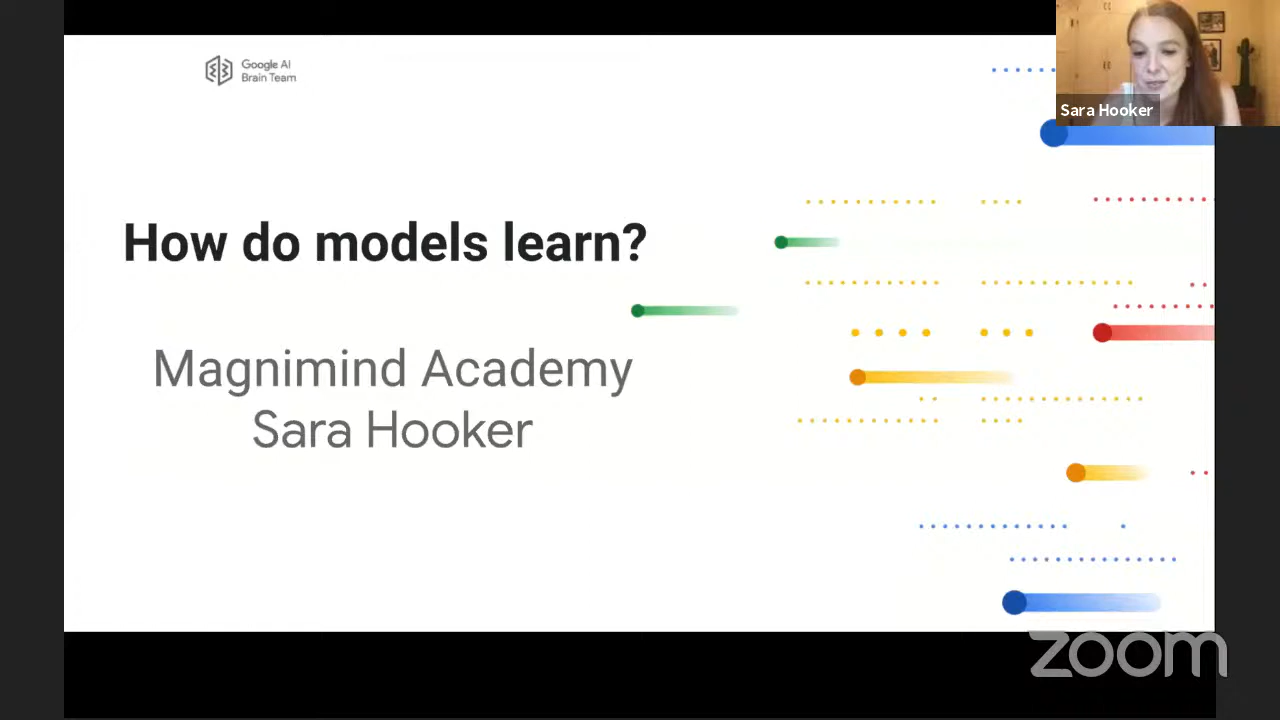 Google AI
Brain Team
Sara Hooker
How do models learn?
Magnimind Academy
Sara Hooker
zoom